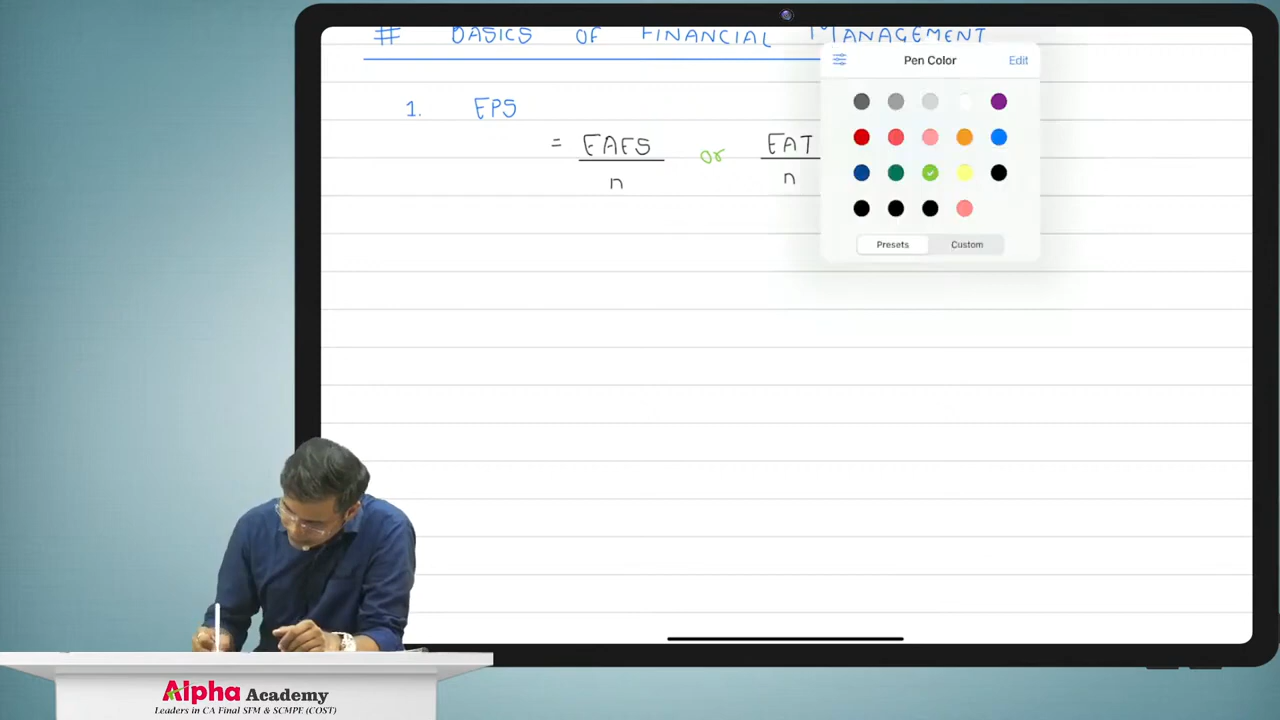 # BASICS OF FINANCIAL MANAGEMENT
Pen Color Edit
1. EPS
= EAFS or EAT
n n
Presets Custom
Alpha Academy
Leaders in CA Final SFM & SCMPE (COST)